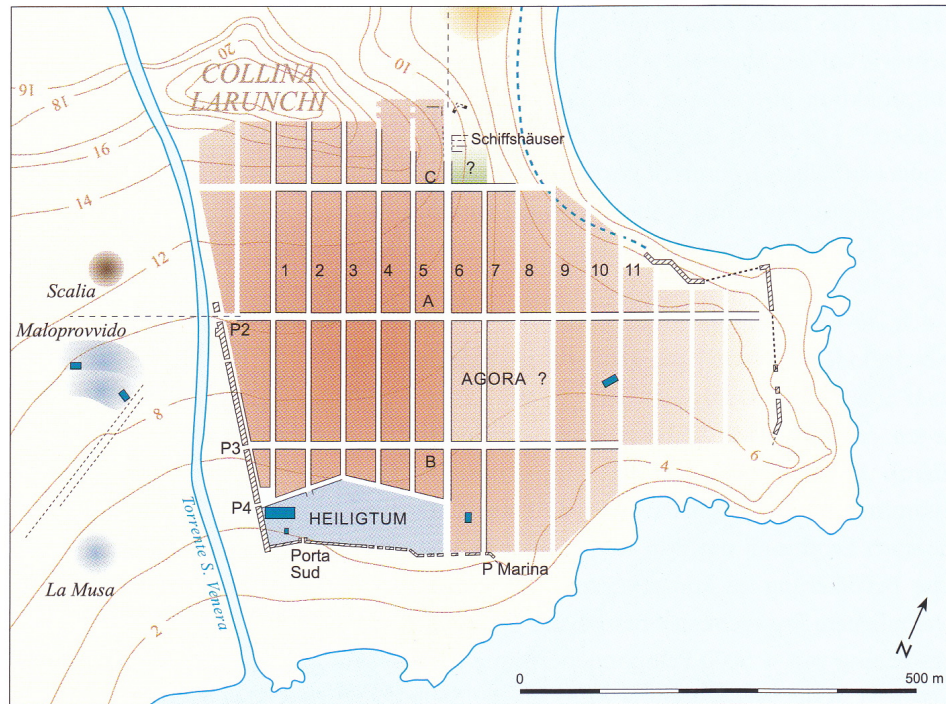 16
18
16
14
12
20
COLLINA
LARUNCHI
10
Schiffshäuser
?
C
1
2
3
4
5
6
7
8
9
10
11
A
Scalia
Maloprovvido
P2
AGORA ?
8
P3
B
4
6
P4
HEILIGTUM
Porta
Sud
P Marina
La Musa
Torrente S. Venera
2
N
0
500 m